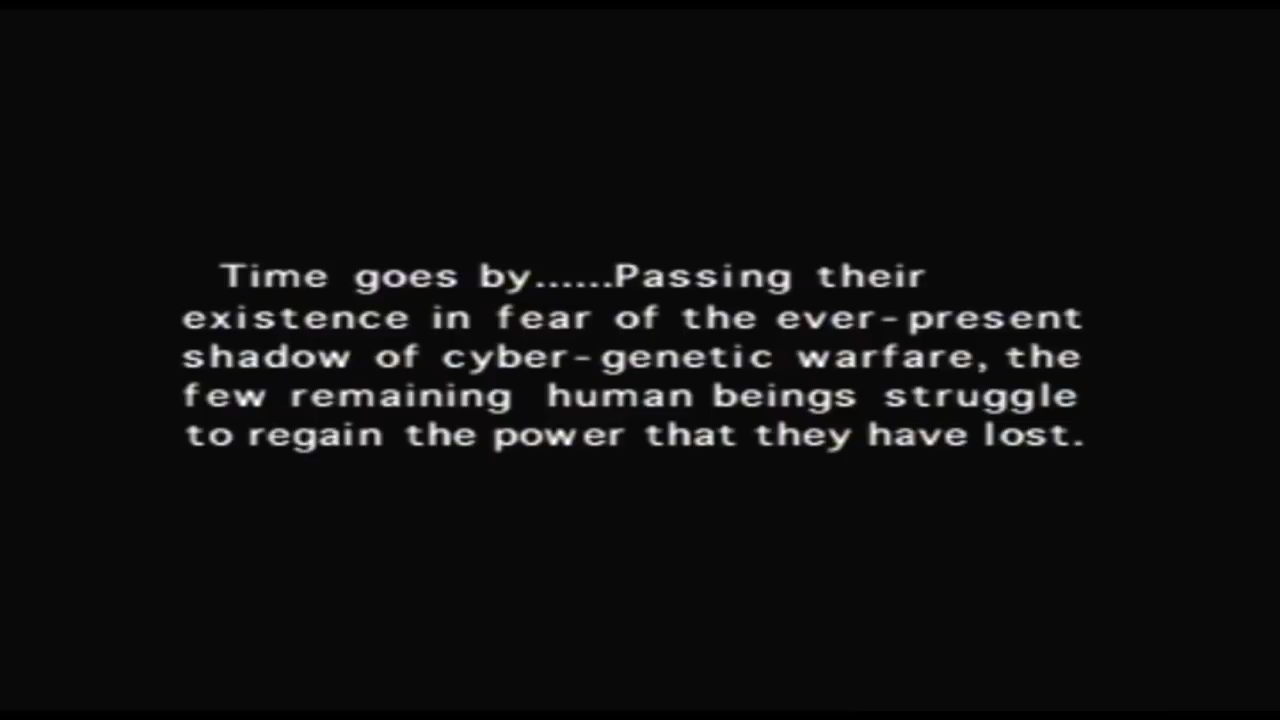 Time goes by......Passing their
existence in fear of the ever-present
shadow of cyber-genetic warfare, the
few remaining human beings struggle
to regain the power that they have lost.